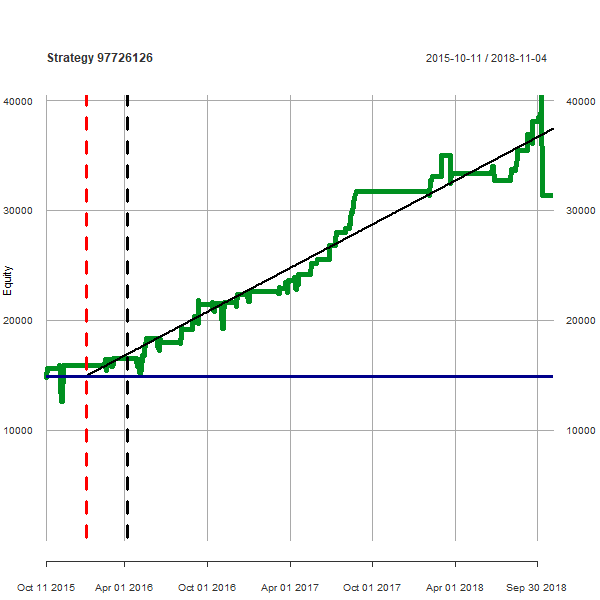 Strategy 97726126
2015-10-11 / 2018-11-04
40000 40000
30000 30000
Equity
20000 20000
10000 10000
Oct 11 2015 Apr 01 2016 Oct 01 2016 Apr 01 2017 Oct 01 2017 Apr 01 2018 Sep 30 2018